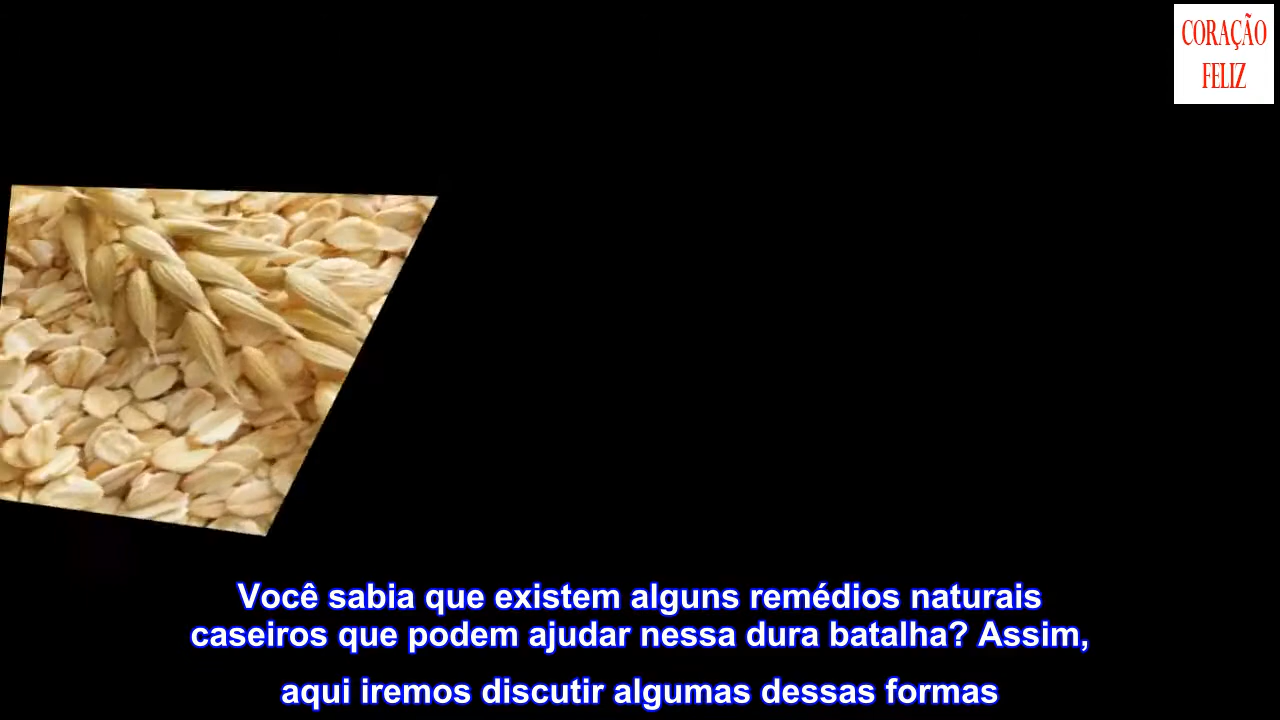 CORAÇÃO
FELIZ
Você sabia que existem alguns remédios naturais
caseiros que podem ajudar nessa dura batalha? Assim,
aqui iremos discutir algumas dessas formas